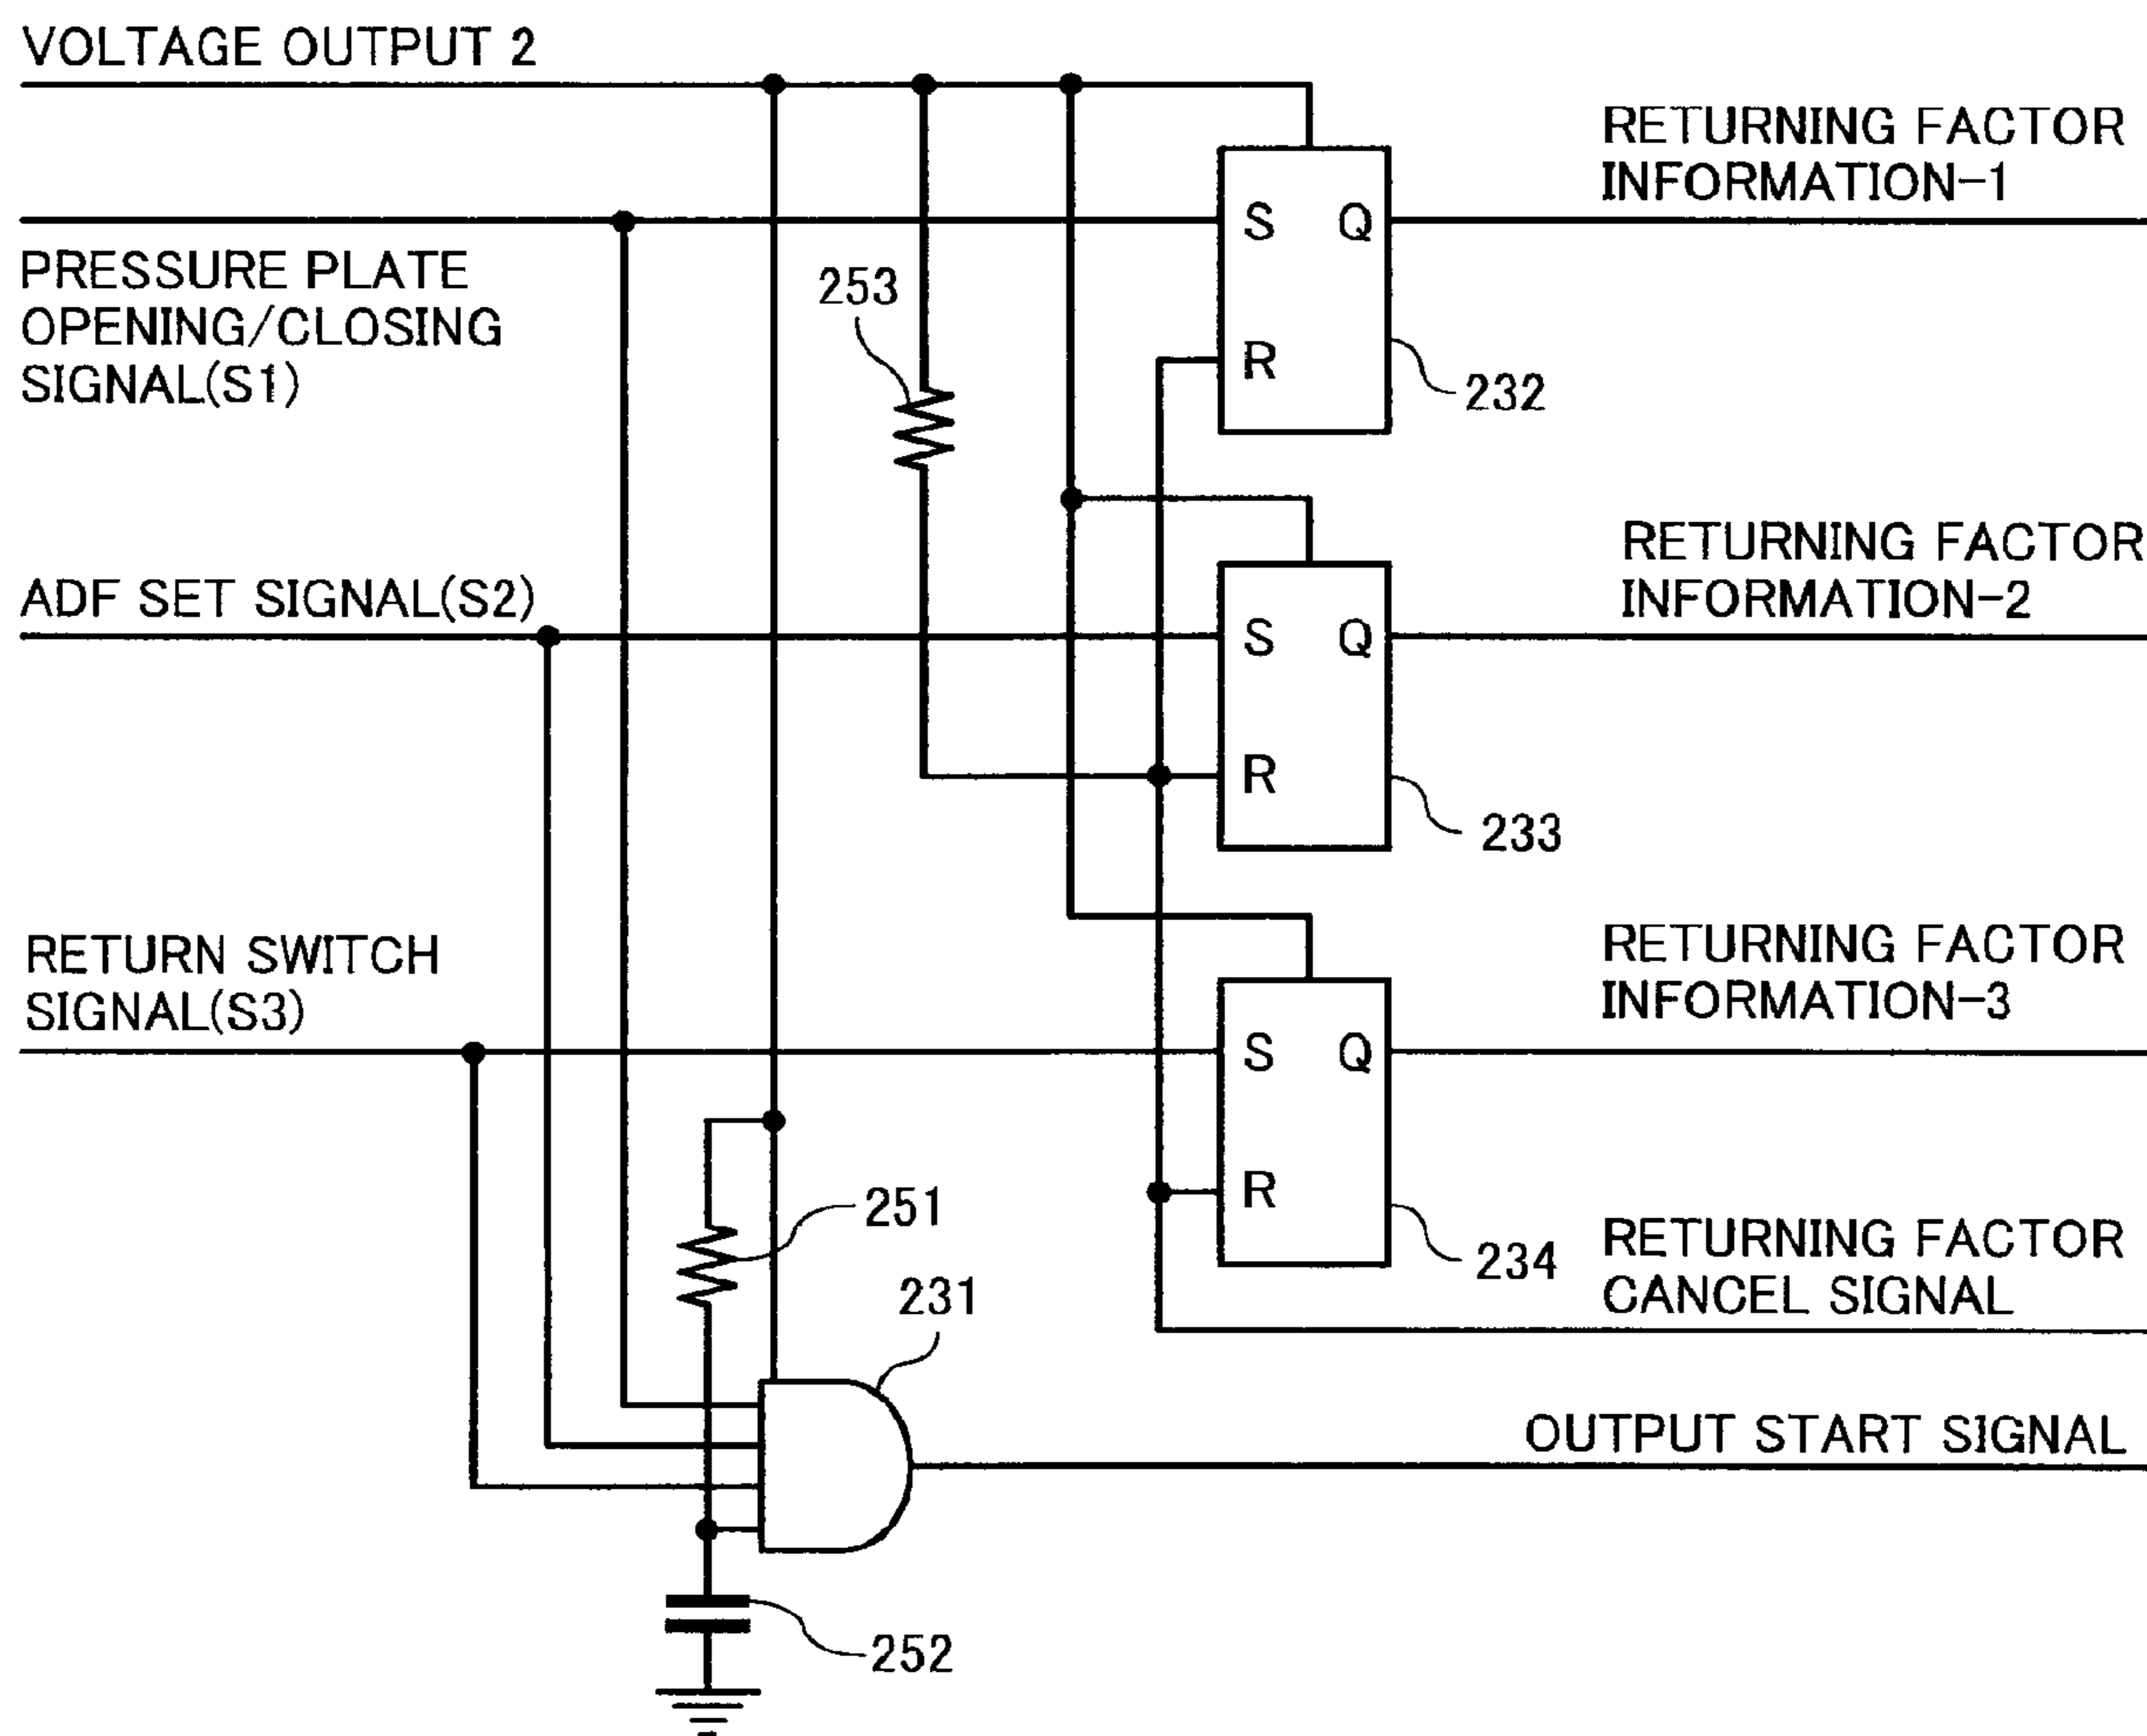 VOLTAGE OUTPUT 2
RETURNING FACTOR
INFORMATION-1
S Q
PRESSURE PLATE
OPENING/CLOSING
SIGNAL(S1)
253
R
232
RETURNING FACTOR
INFORMATION-2
ADF SET SIGNAL(S2)
S Q
R
233
RETURN SWITCH
SIGNAL(S3)
RETURNING FACTOR
INFORMATION-3
S Q
R
251
234
RETURNING FACTOR
CANCEL SIGNAL
231
OUTPUT START SIGNAL
252